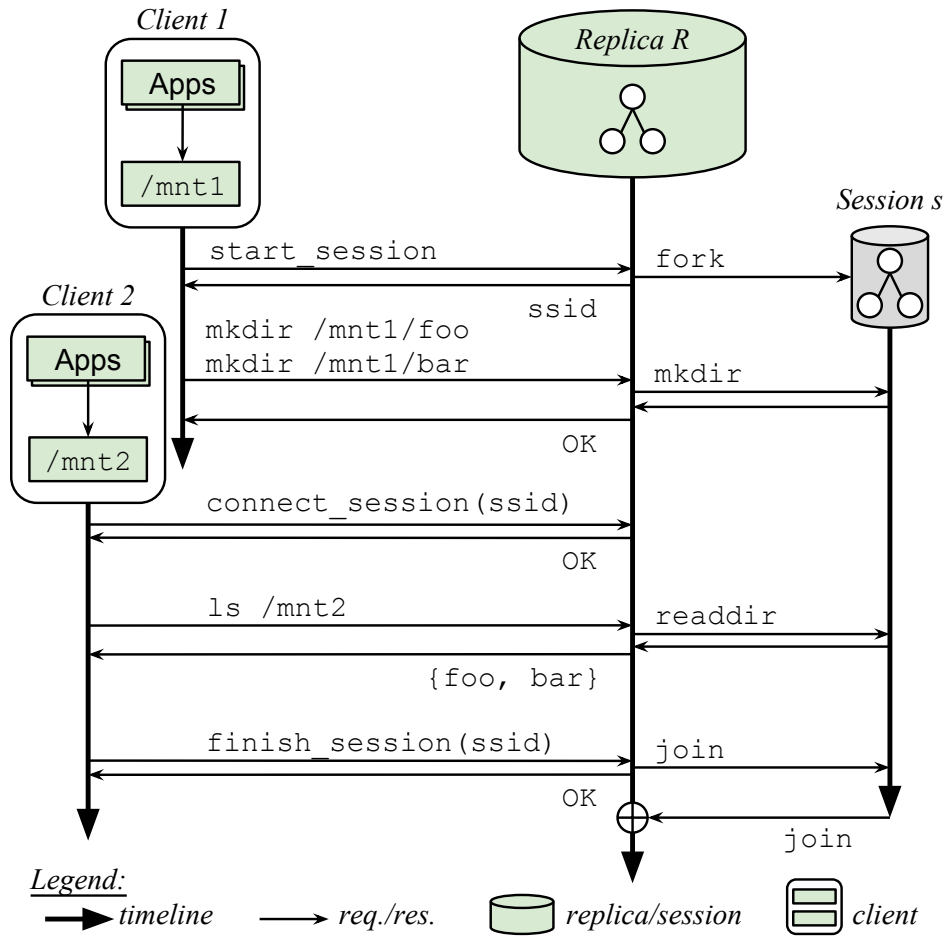 Client 1
Apps
/mnt1
Replica R
Session s
start_session
fork
ssid
Client 2
Apps
/mnt2
mkdir /mnt1/foo
mkdir /mnt1/bar
mkdir
OK
connect_session(ssid)
OK
ls /mnt2
readdir
{foo, bar}
finish_session(ssid)
join
OK
join
Legend:
timeline
req./res.
replica/session
client